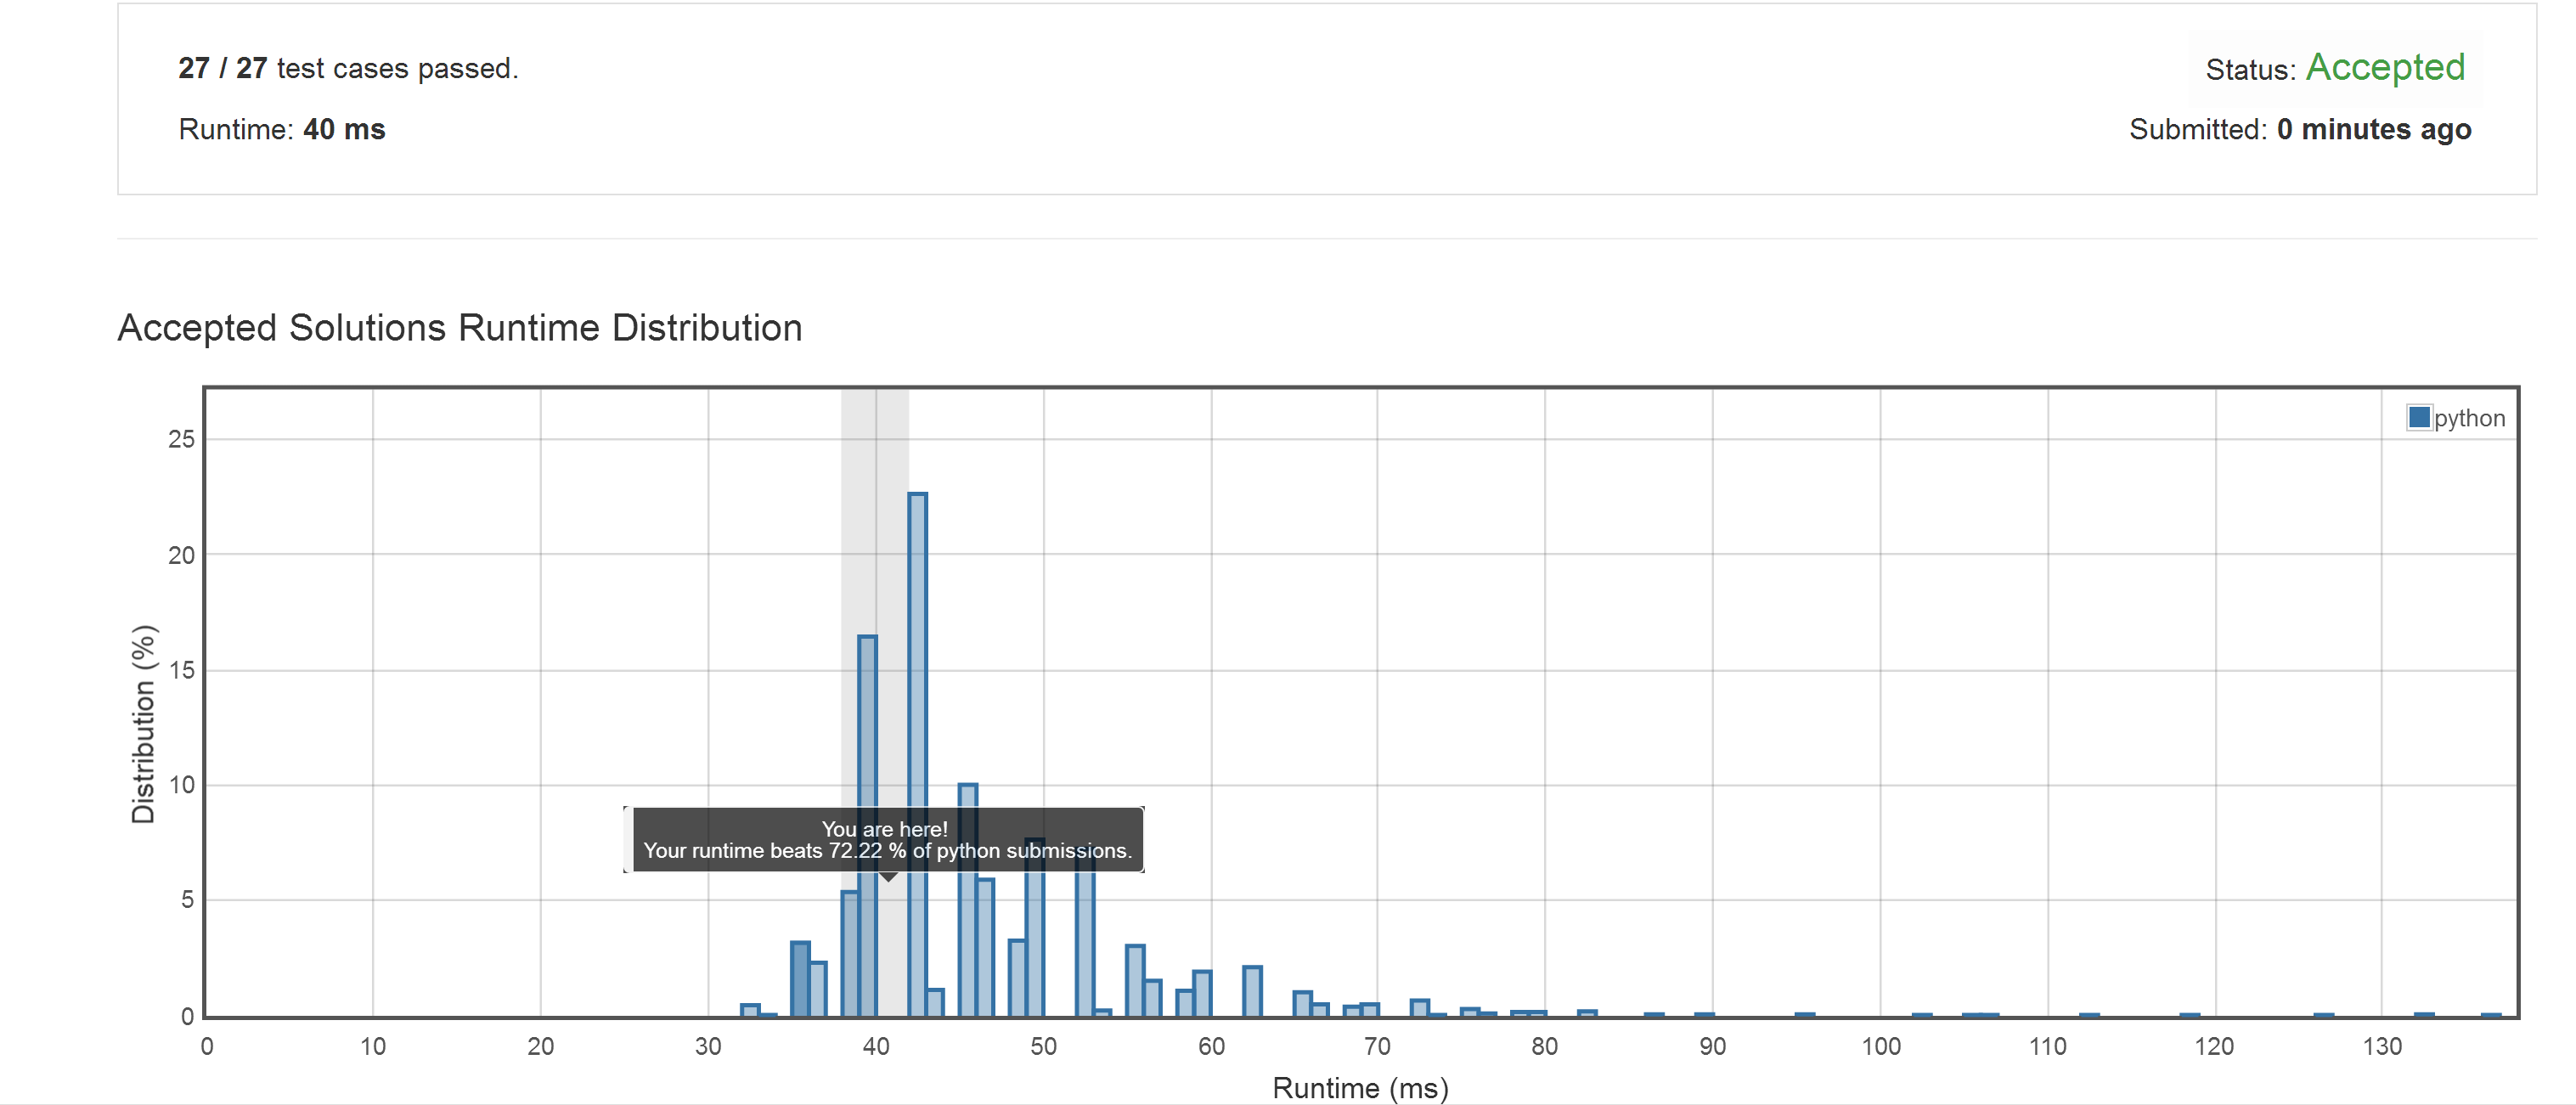 27 / 27 test cases passed.
Status: Accepted
Runtime: 40 ms
Submitted: 0 minutes ago
Accepted Solutions Runtime Distribution
python
25
20
15
10
5
0
Distribution (%)
You are here!
Your runtime beats 72.22 % of python submissions.
0 10 20 30 40 50 60 70 80 90 100 110 120 130
Runtime (ms)